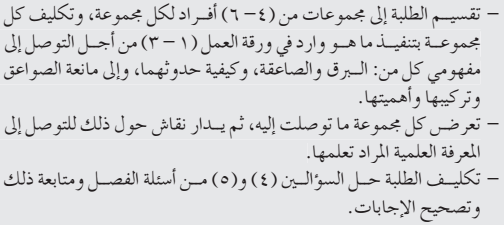 – تقسيم الطلبة إلى مجموعات من (٤– ٦) أفراد لكل مجموعة، وتكليف كل
مجموعة بتنفيذ ما هو وارد في ورقة العمل (١ – ٣) من أجل التوصل إلى
مفهومي كل من: البرق والصاعقة، وكيفية حدوثهما، وإلى مانعة الصواعق
وتركيبها وأهميتها.
– تعرض كل مجموعة ما توصلت إليه، ثم يدار نقاش حول ذلك للتوصل إلى
المعرفة العلمية المراد تعلمها.
– تكليف الطلبة حل السؤالين (٤) و(٥) من أسئلة الفصل ومتابعة ذلك
وتصحيح الإجابات.